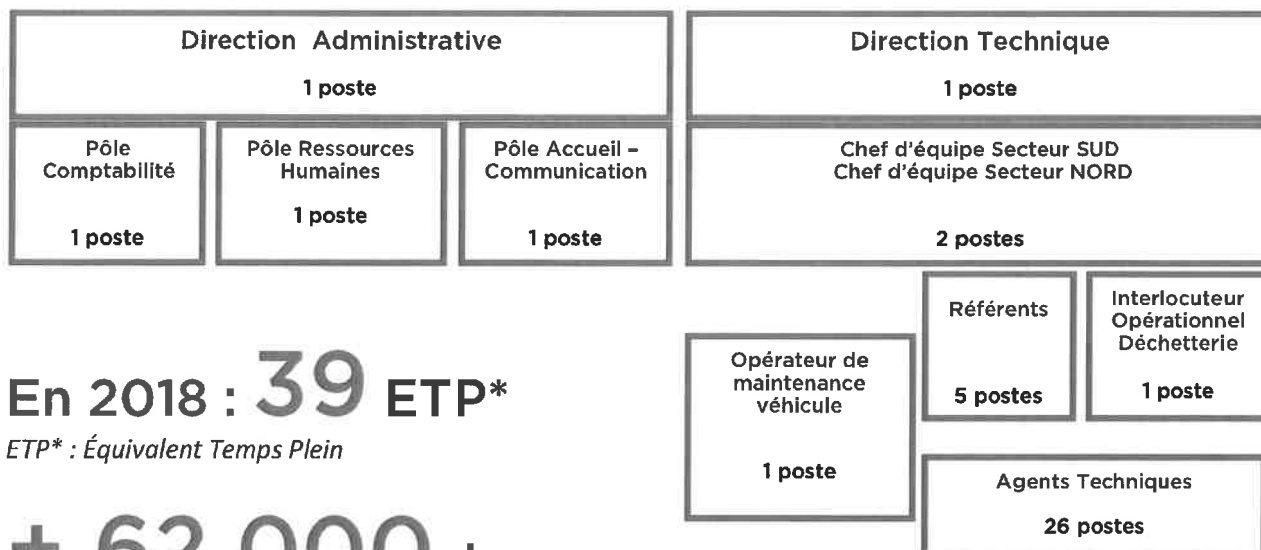 Direction Administrative
1 poste
Direction Technique
1 poste
Pôle
Comptabilité
1 poste
Pôle Ressources
Humaines
1 poste
Pôle Accueil –
Communication
1 poste
Chef d'équipe Secteur SUD
Chef d'équipe Secteur NORD
2 postes
Référents
5 postes
Interlocuteur
Opérationnel
Déchetterie
1 poste
Opérateur de
maintenance
véhicule
1 poste
Agents Techniques
26 postes
En 2018 : 39 ETP*
ETP* : Équivalent Temps Plein
+ 62 000